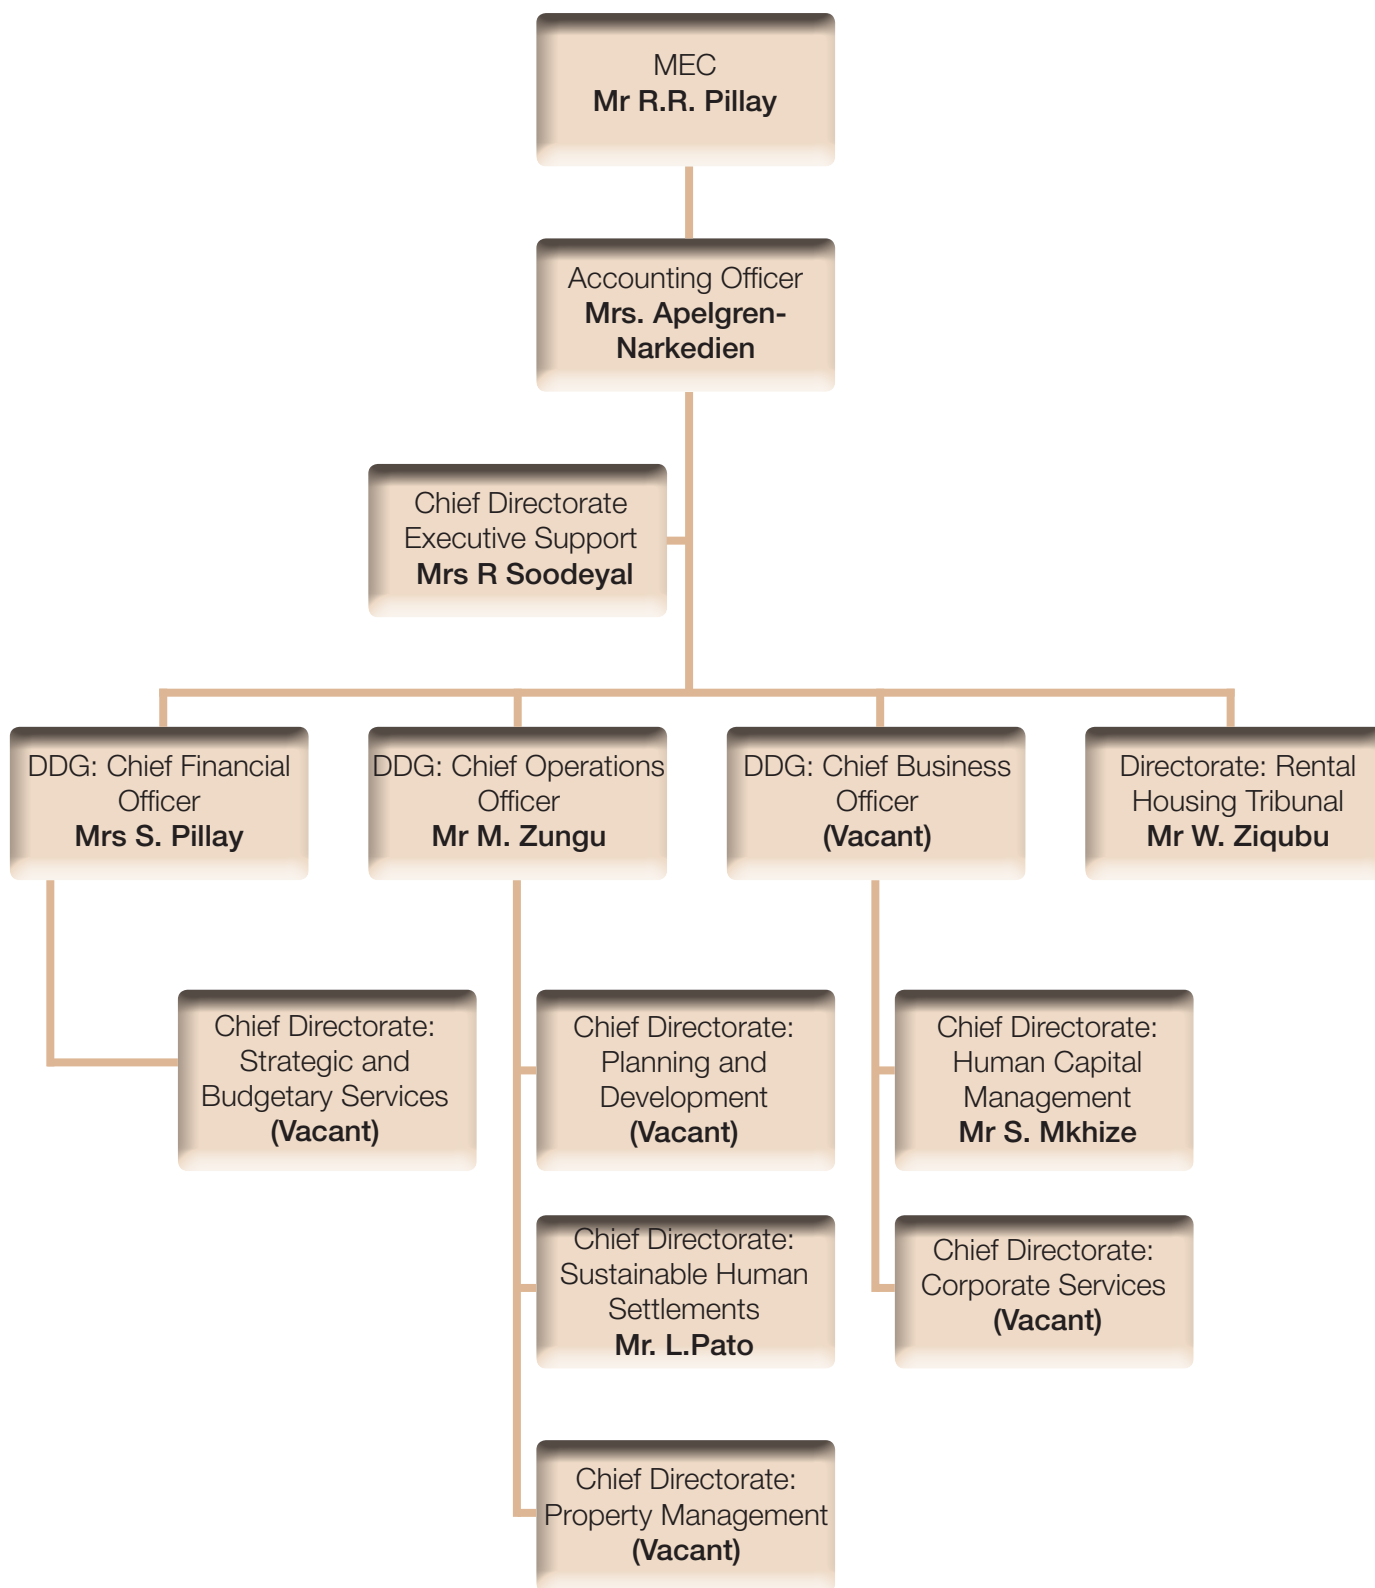 MEC
Mr R.R. Pillay
Accounting Officer
Mrs. Apelgren-
Narkedien
Chief Directorate
Executive Support
Mrs R Soodeyal
DDG: Chief Financial
Officer
Mrs S. Pillay
DDG: Chief Operations
Officer
Mr M. Zungu
DDG: Chief Business
Officer
(Vacant)
Directorate: Rental
Housing Tribunal
Mr W. Ziqubu
Chief Directorate:
Strategic and
Budgetary Services
(Vacant)
Chief Directorate:
Planning and
Development
(Vacant)
Chief Directorate:
Human Capital
Management
Mr S. Mkhize
Chief Directorate:
Sustainable Human
Settlements
Mr. L.Pato
Chief Directorate:
Corporate Services
(Vacant)
Chief Directorate:
Property Management
(Vacant)